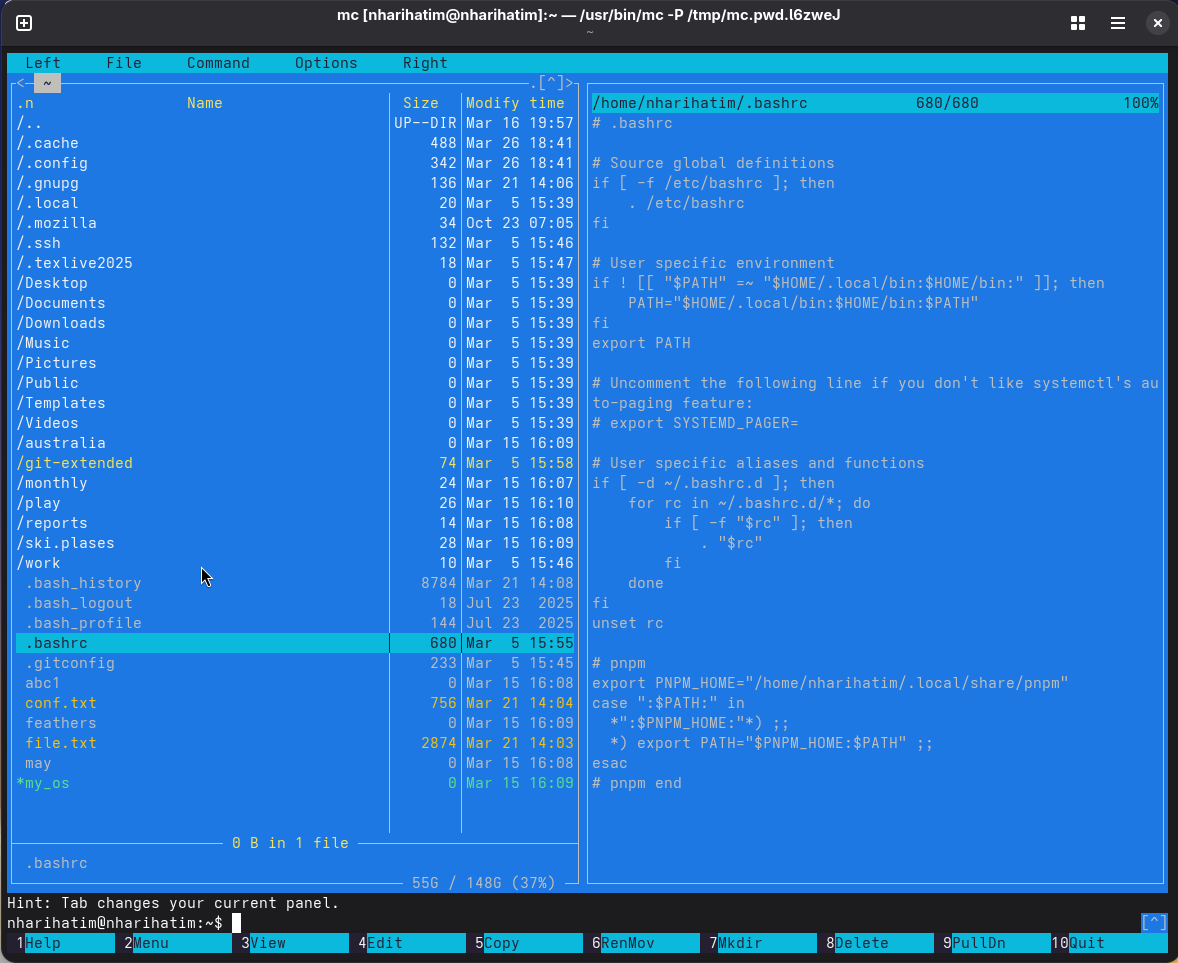 mc [nharihatim@nharihatim]:~ — /usr/bin/mc -P /tmp/mc.pwd.l6zweJ
~
Left File Command Options Right
<─ ~ .[^]>
.n Name Size Modify time
/.. UP--DIR Mar 16 19:57
/.cache 488 Mar 26 18:41
/.config 342 Mar 26 18:41
/.gnupg 136 Mar 21 14:06
/.local 20 Mar 5 15:39
/.mozilla 34 Oct 23 07:05
/.ssh 132 Mar 5 15:46
/.texlive2025 18 Mar 5 15:47
/Desktop 0 Mar 5 15:39
/Documents 0 Mar 5 15:39
/Downloads 0 Mar 5 15:39
/Music 0 Mar 5 15:39
/Pictures 0 Mar 5 15:39
/Public 0 Mar 5 15:39
/Templates 0 Mar 5 15:39
/Videos 0 Mar 5 15:39
/australia 0 Mar 15 16:09
/git-extended 74 Mar 5 15:58
/monthly 24 Mar 15 16:07
/play 26 Mar 15 16:10
/reports 14 Mar 15 16:08
/ski.plases 28 Mar 15 16:09
/work 10 Mar 5 15:46
.bash_history 8784 Mar 21 14:08
.bash_logout 18 Jul 23 2025
.bash_profile 144 Jul 23 2025
.bashrc 680 Mar 5 15:55
.gitconfig 233 Mar 5 15:45
abc1 0 Mar 15 16:08
conf.txt 756 Mar 21 14:04
feathers 0 Mar 15 16:09
file.txt 2874 Mar 21 14:03
may 0 Mar 15 16:08
*my_os 0 Mar 15 16:09
0 B in 1 file
.bashrc
55G / 148G (37%)
/home/nharihatim/.bashrc 680/680 100%
# .bashrc
# Source global definitions
if [ -f /etc/bashrc ]; then
    . /etc/bashrc
fi
# User specific environment
if ! [[ "$PATH" =~ "$HOME/.local/bin:$HOME/bin:" ]]; then
    PATH="$HOME/.local/bin:$HOME/bin:$PATH"
fi
export PATH
# Uncomment the following line if you don't like systemctl's au
to-paging feature:
# export SYSTEMD_PAGER=
# User specific aliases and functions
if [ -d ~/.bashrc.d ]; then
    for rc in ~/.bashrc.d/*; do
        if [ -f "$rc" ]; then
            . "$rc"
        fi
    done
fi
unset rc
# pnpm
export PNPM_HOME="/home/nharihatim/.local/share/pnpm"
case ":$PATH:" in
  *":$PNPM_HOME:"*) ;;
  *) export PATH="$PNPM_HOME:$PATH" ;;
esac
# pnpm end
Hint: Tab changes your current panel.
nharihatim@nharihatim:~$ [^]
1Help 2Menu 3View 4Edit 5Copy 6RenMov 7Mkdir 8Delete 9PullDn 10Quit